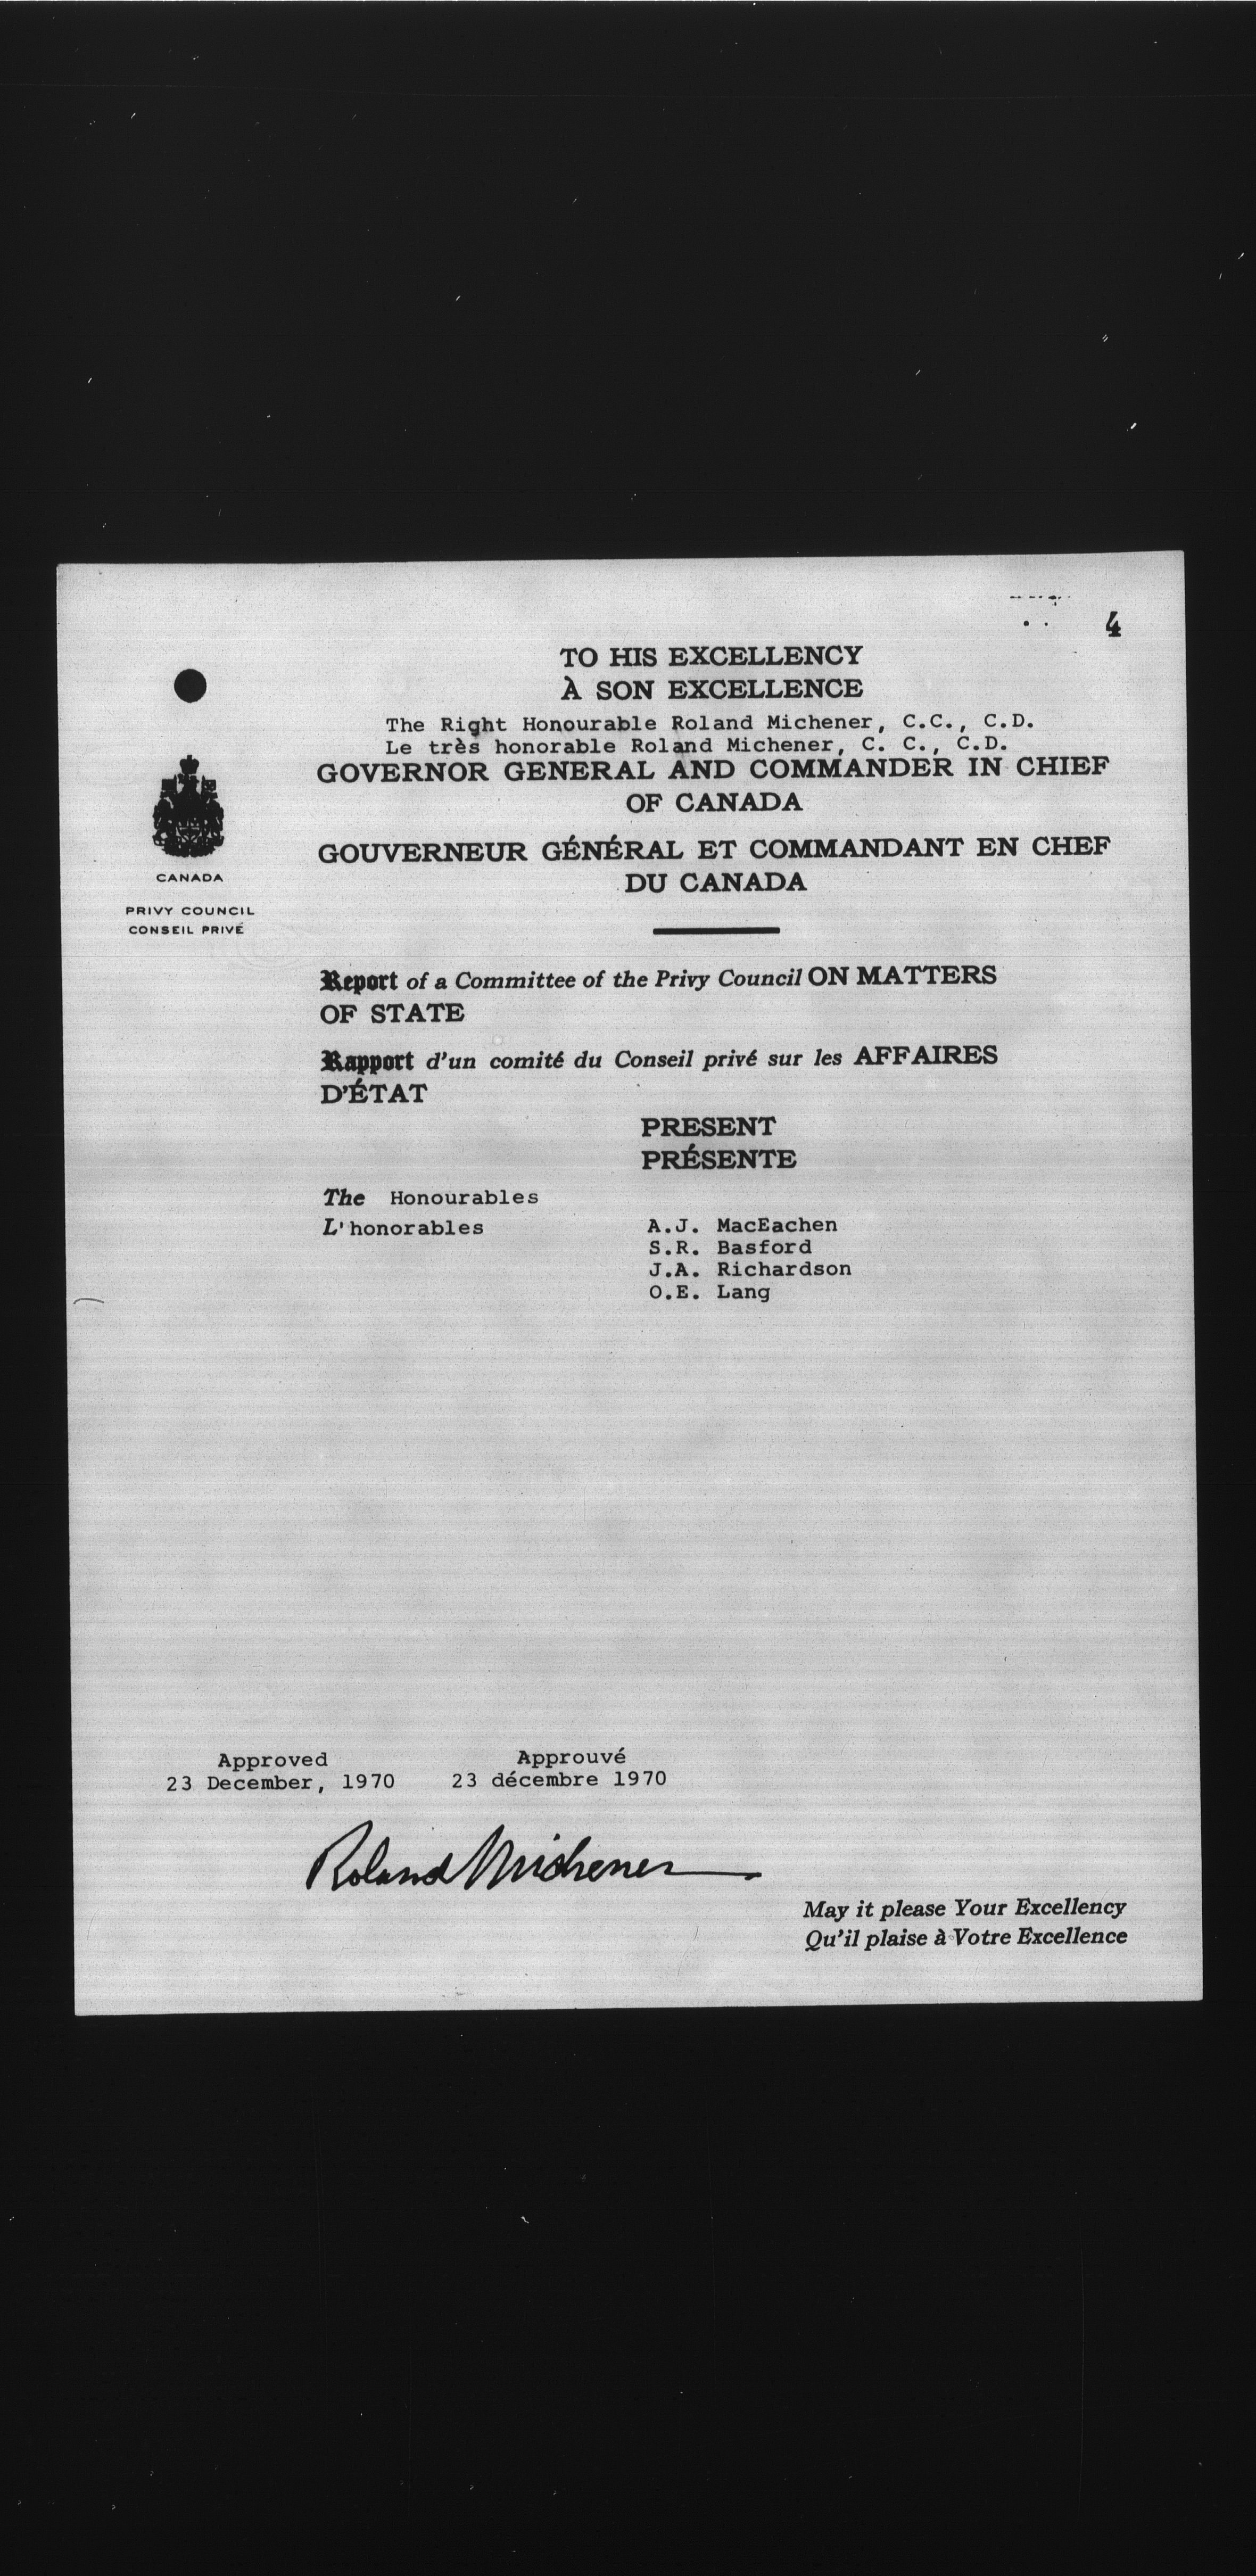 4
TO HIS EXCELLENCY
À SON EXCELLENCE
The Right Honourable Roland Michener, C.C., C.D.
Le très honorable Roland Michener, C. C., C.D.
GOVERNOR GENERAL AND COMMANDER IN CHIEF
OF CANADA
GOUVERNEUR GÉNÉRAL ET COMMANDANT EN CHEF
DU CANADA
CANADA
PRIVY COUNCIL
CONSEIL PRIVÉ
Report of a Committee of the Privy Council ON MATTERS
OF STATE
Rapport d'un comité du Conseil privé sur les AFFAIRES
D'ÉTAT
PRESENT
PRÉSENTE
The Honourables
L'honorables
A.J. MacEachen
S.R. Basford
J.A. Richardson
O.E. Lang
Approved
23 December, 1970
Approuvé
23 décembre 1970
Roland Michener
May it please Your Excellency
Qu'il plaise à Votre Excellence